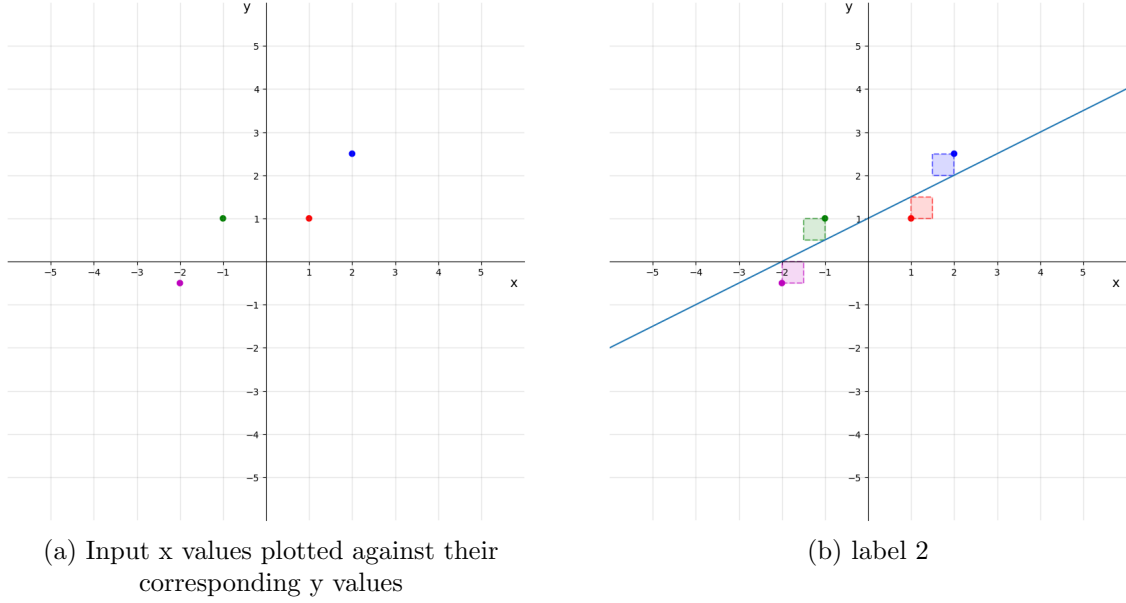 y
5
4
3
2
1
−5 −4 −3 −2 −1 1 2 3 4 5
x
−1
−2
−3
−4
−5
(a) Input x values plotted against their
corresponding y values
y
5
4
3
2
1
−5 −4 −3 −2 −1 1 2 3 4 5
x
−1
−2
−3
−4
−5
(b) label 2